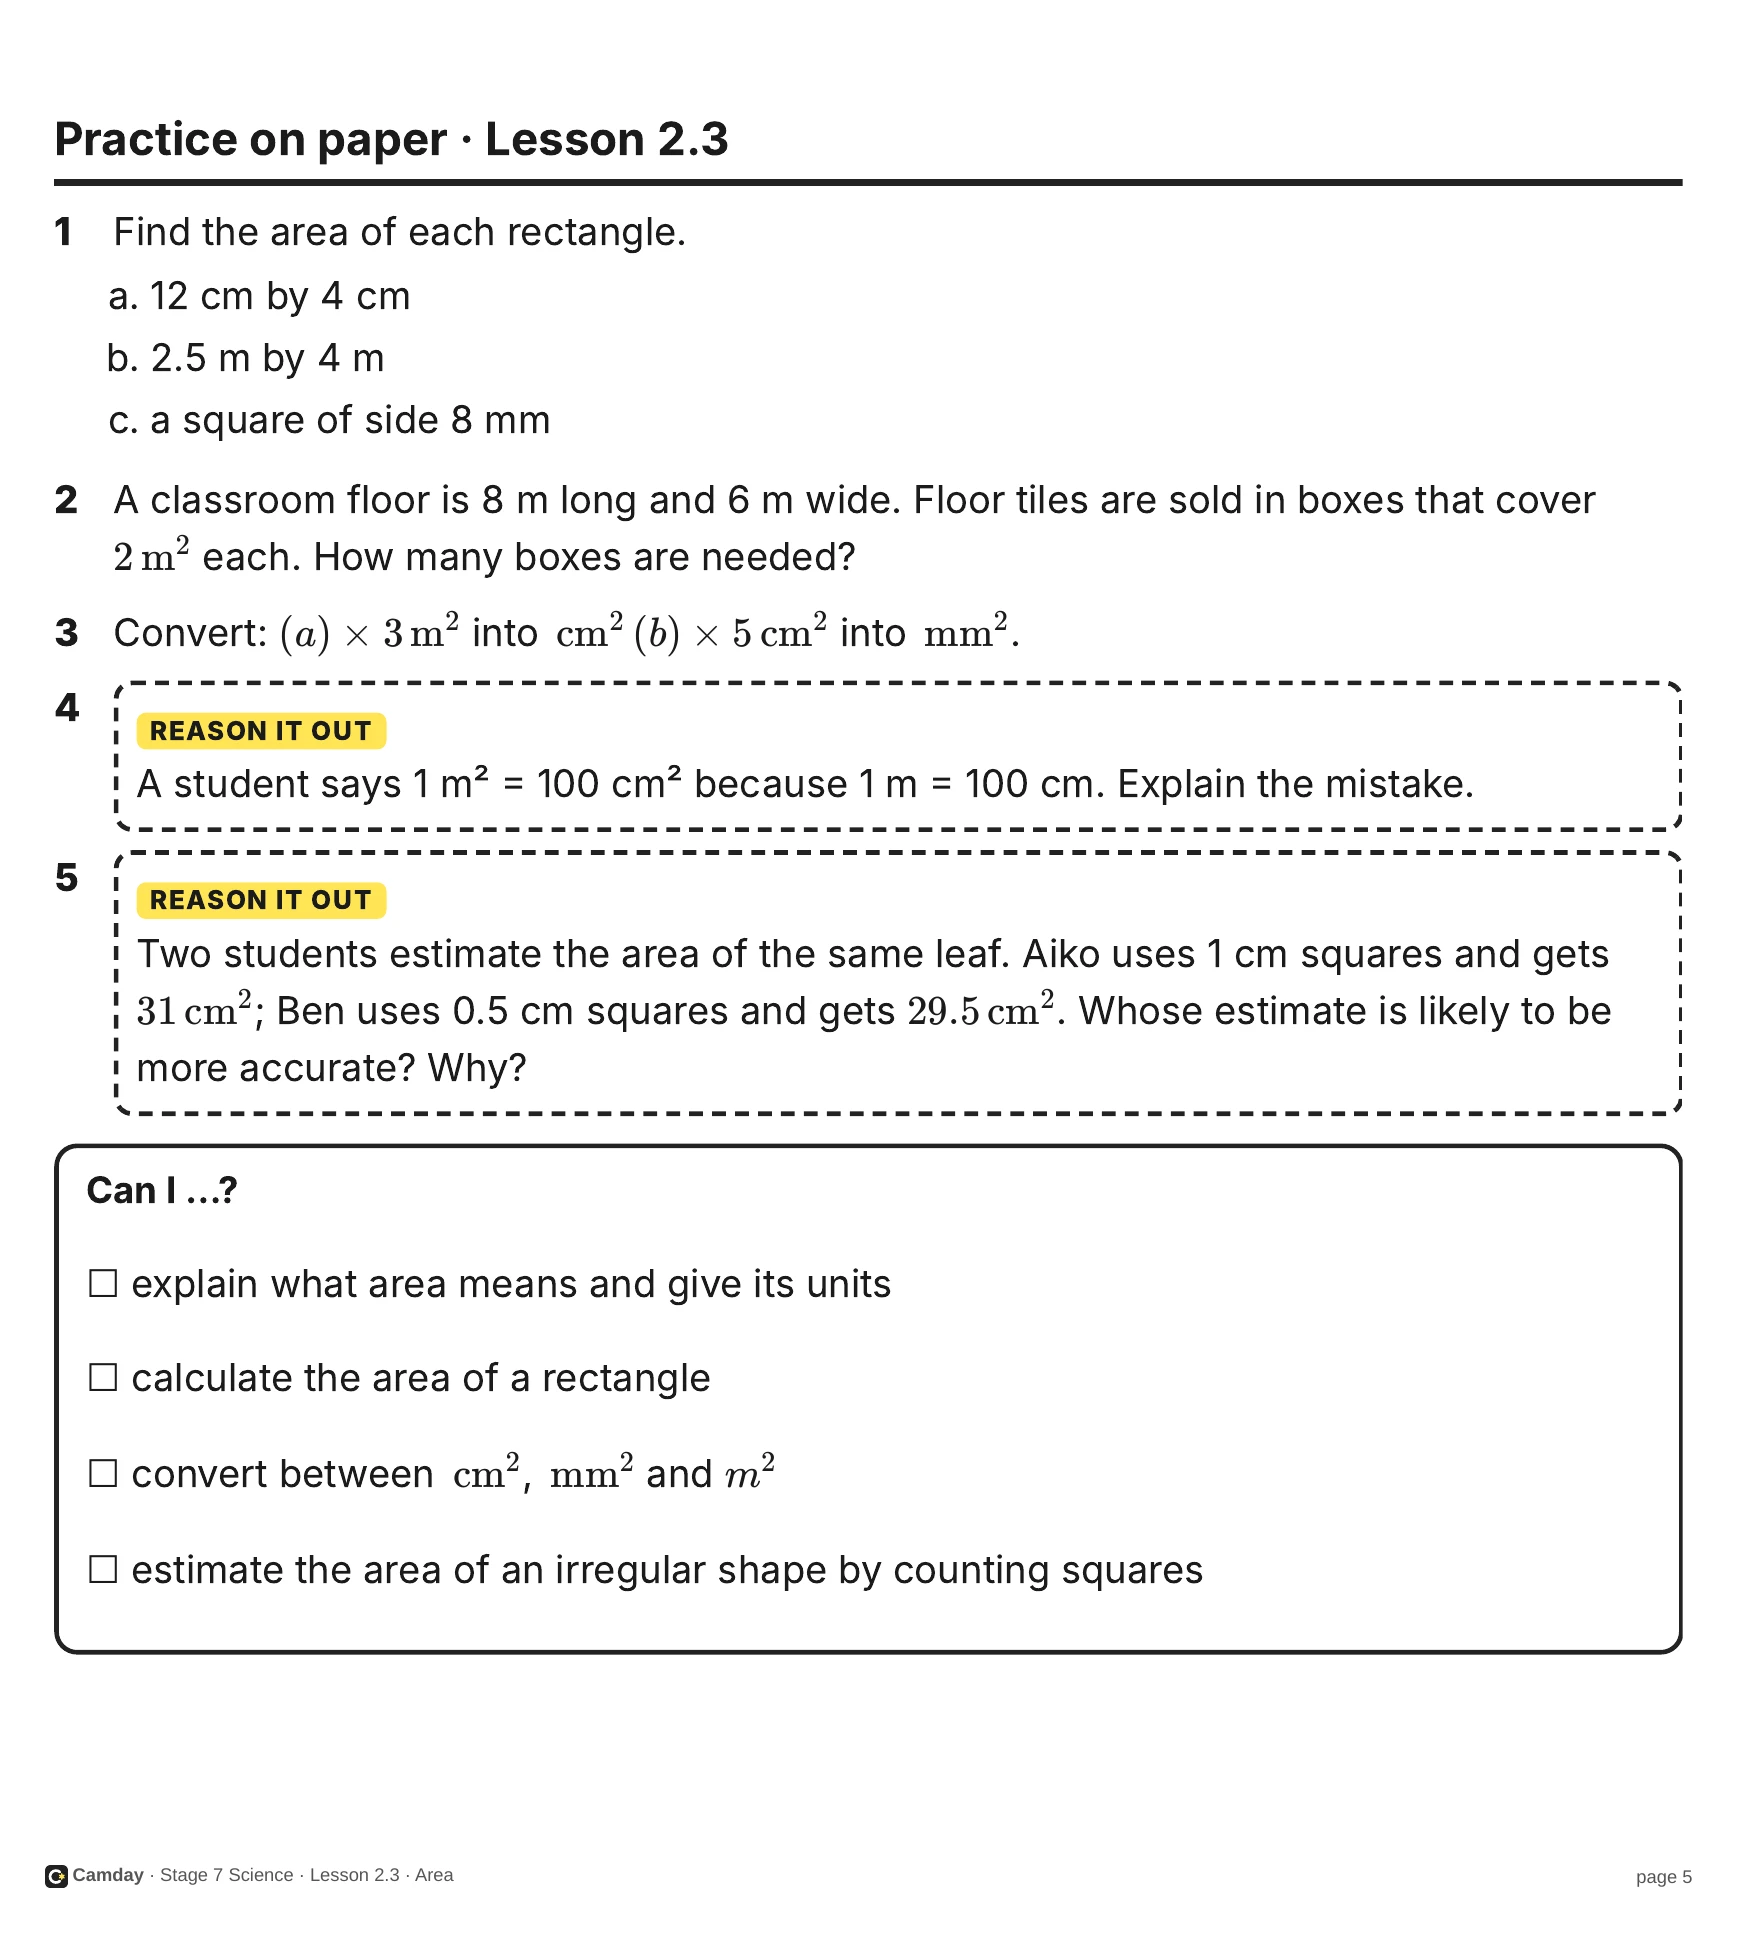 Practice on paper · Lesson 2.3
1 Find the area of each rectangle.
a. 12 cm by 4 cm
b. 2.5 m by 4 m
c. a square of side 8 mm
2 A classroom floor is 8 m long and 6 m wide. Floor tiles are sold in boxes that cover
2 m² each. How many boxes are needed?
3 Convert: (a) × 3 m² into cm² (b) × 5 cm² into mm².
4
REASON IT OUT
A student says 1 m² = 100 cm² because 1 m = 100 cm. Explain the mistake.
5
REASON IT OUT
Two students estimate the area of the same leaf. Aiko uses 1 cm squares and gets
31 cm²; Ben uses 0.5 cm squares and gets 29.5 cm². Whose estimate is likely to be
more accurate? Why?
Can I ...?
☐ explain what area means and give its units
☐ calculate the area of a rectangle
☐ convert between cm², mm² and m²
☐ estimate the area of an irregular shape by counting squares
Camday · Stage 7 Science · Lesson 2.3 · Area
page 5